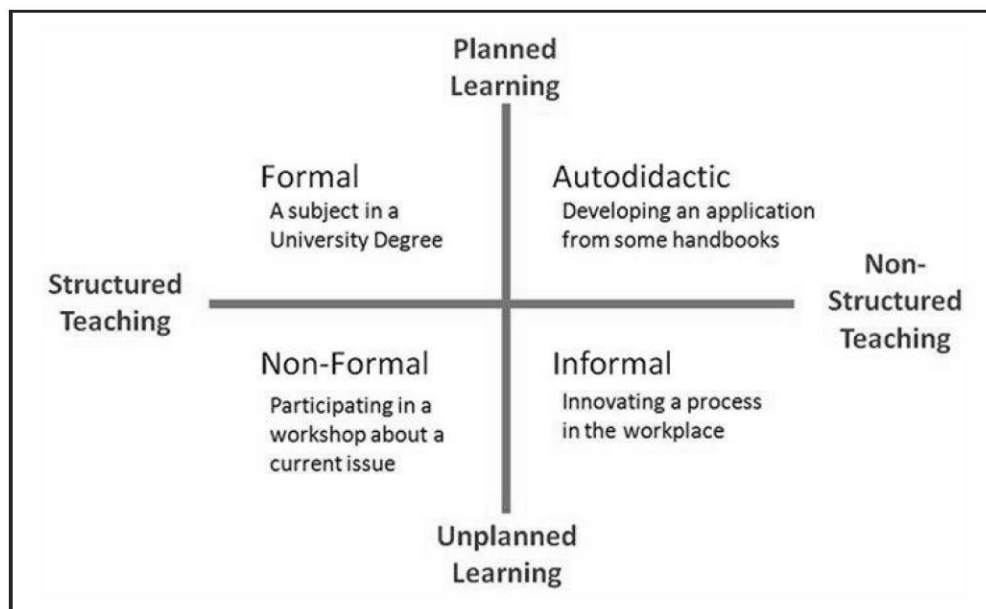 Planned
Learning
Formal
A subject in a
University Degree
Autodidactic
Developing an application
from some handbooks
Structured
Teaching
Non-
Structured
Teaching
Non-Formal
Participating in a
workshop about a
current issue
Informal
Innovating a process
in the workplace
Unplanned
Learning